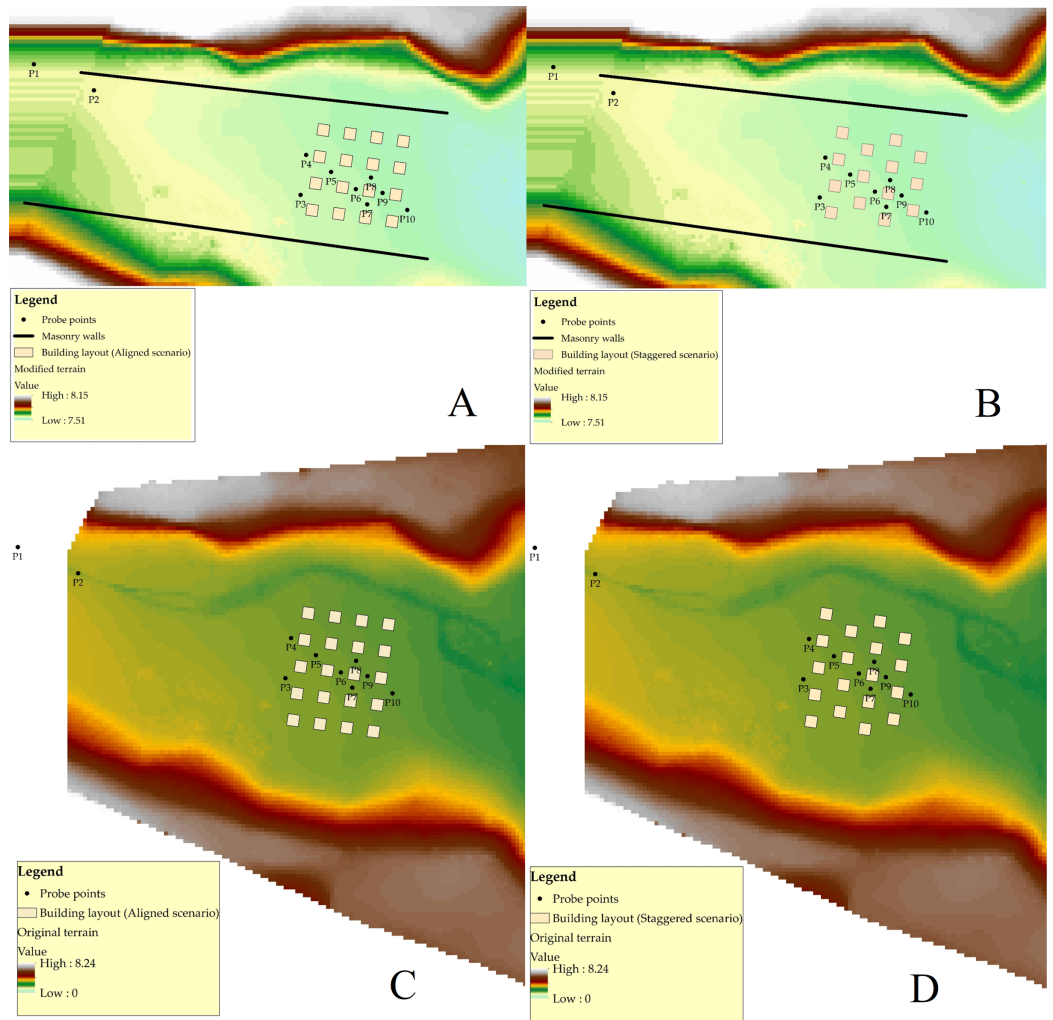 P1
P2
P4
P5
P8
P3
P6
P9
P7
P10
Legend
Probe points
Masonry walls
Building layout (Aligned scenario)
Modified terrain
Value
High : 8.15
Low : 7.51
A
P1
P2
P4
P5
P8
P3
P6
P9
P7
P10
Legend
Probe points
Masonry walls
Building layout (Staggered scenario)
Modified terrain
Value
High : 8.15
Low : 7.51
B
P1
P2
P4
P5
P8
P3
P6
P9
P7
P10
Legend
Probe points
Building layout (Aligned scenario)
Original terrain
Value
High : 8.24
Low : 0
C
P1
P2
P4
P5
P8
P3
P6
P9
P7
P10
Legend
Probe points
Building layout (Staggered scenario)
Original terrain
Value
High : 8.24
Low : 0
D